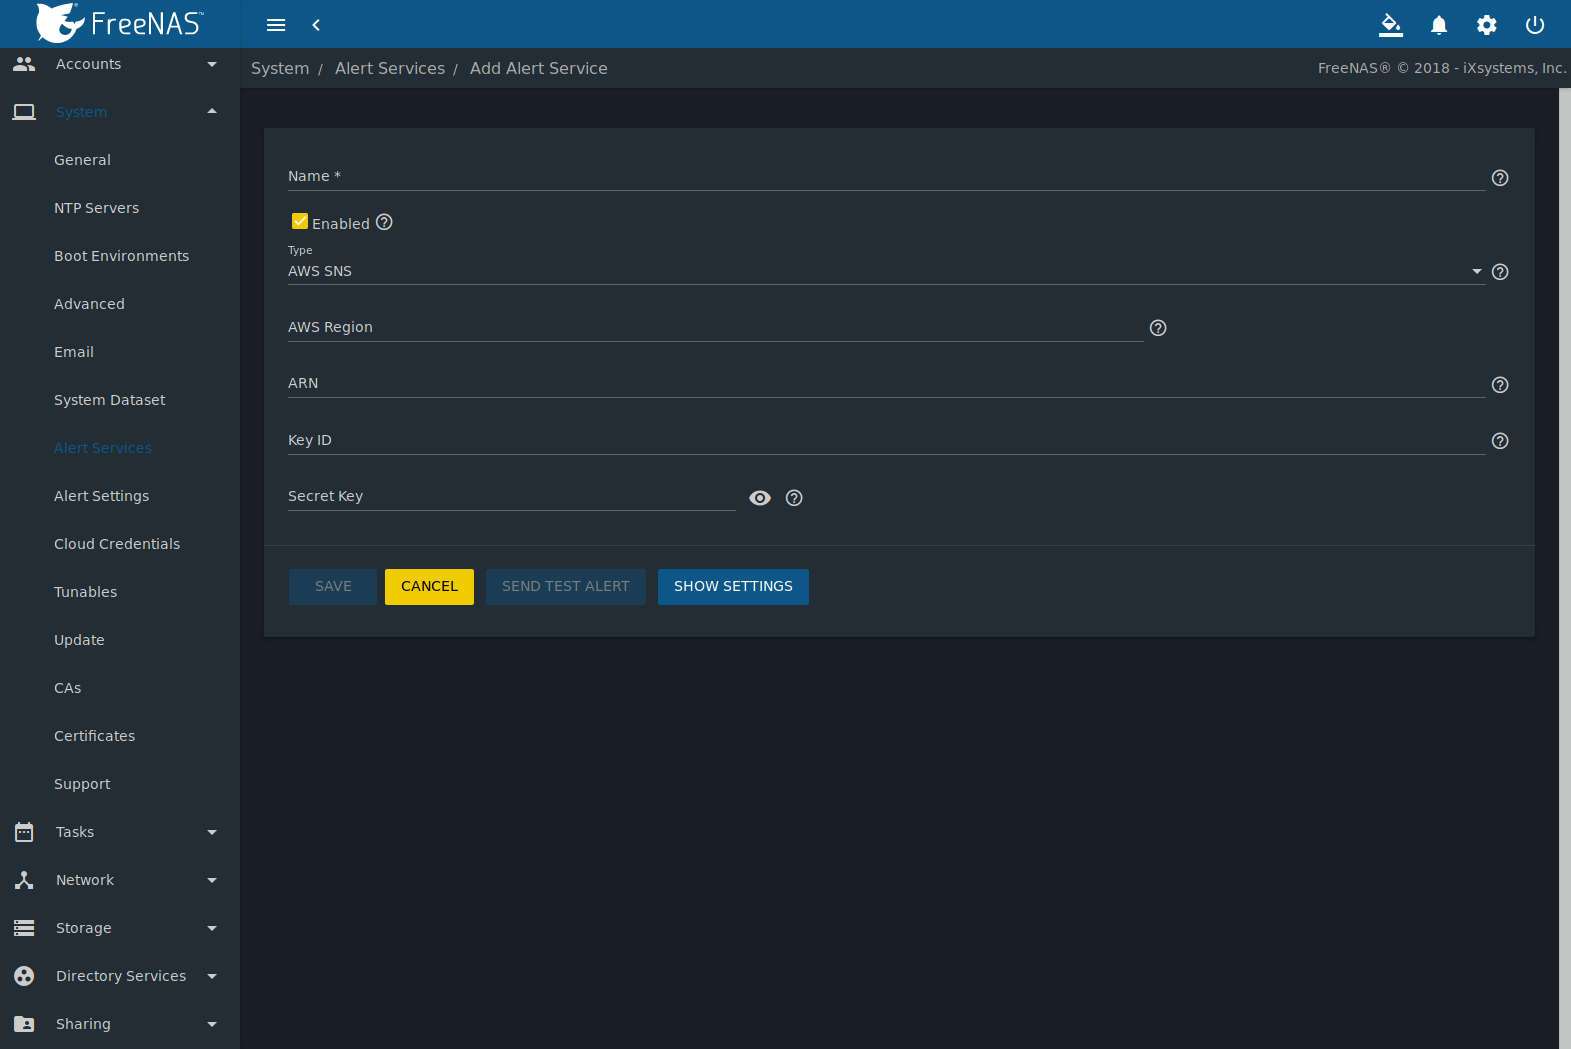 FreeNAS™
System / Alert Services / Add Alert Service
FreeNAS® © 2018 - iXsystems, Inc.
Accounts
System
General
NTP Servers
Boot Environments
Advanced
Email
System Dataset
Alert Services
Alert Settings
Cloud Credentials
Tunables
Update
CAs
Certificates
Support
Tasks
Network
Storage
Directory Services
Sharing
Name *
Enabled
Type
AWS SNS
AWS Region
ARN
Key ID
Secret Key
SAVE CANCEL SEND TEST ALERT SHOW SETTINGS